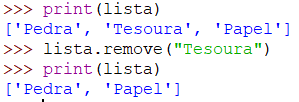 >>> print(lista)
['Pedra', 'Tesoura', 'Papel']
>>> lista.remove("Tesoura")
>>> print(lista)
['Pedra', 'Papel']